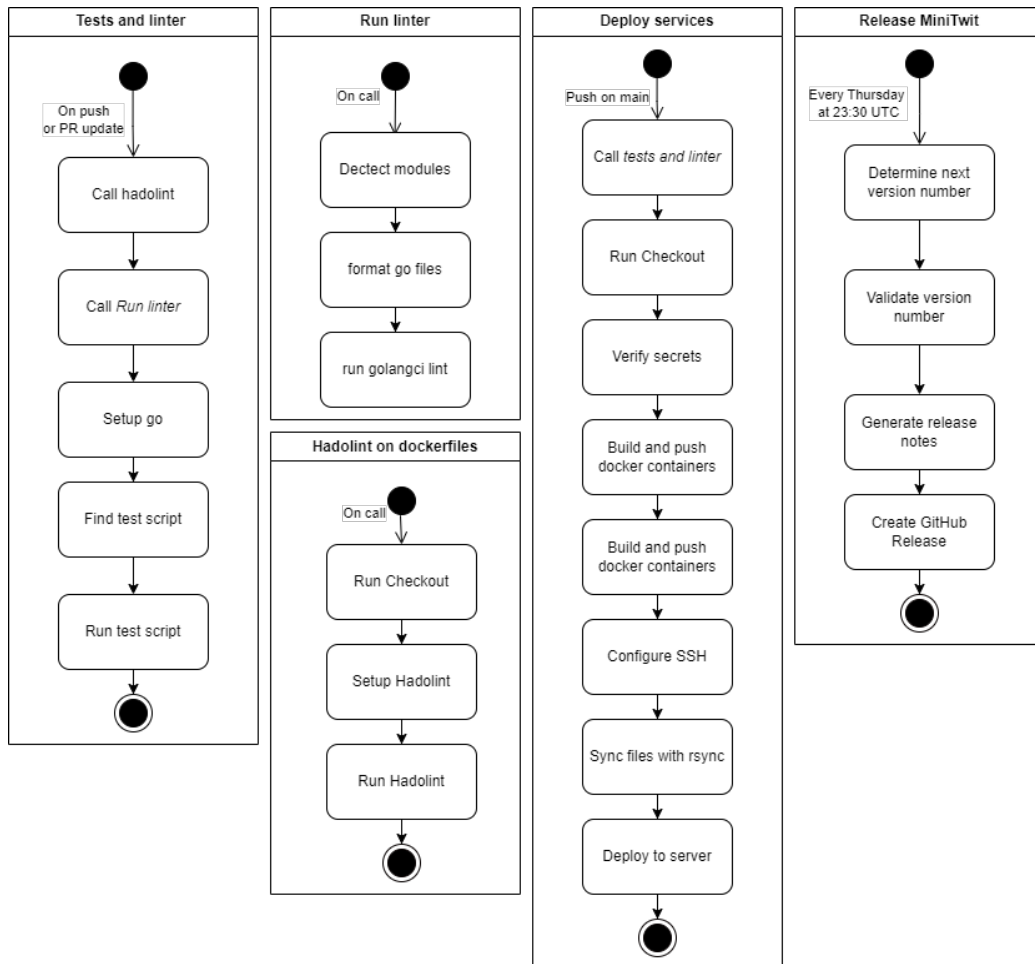 Tests and linter
On push
or PR update
Call hadolint
Call Run linter
Setup go
Find test script
Run test script
Run linter
On call
Dectect modules
format go files
run golangci lint
Hadolint on dockerfiles
On call
Run Checkout
Setup Hadolint
Run Hadolint
Deploy services
Push on main
Call tests and linter
Run Checkout
Verify secrets
Build and push
docker containers
Build and push
docker containers
Configure SSH
Sync files with rsync
Deploy to server
Release MiniTwit
Every Thursday
at 23:30 UTC
Determine next
version number
Validate version
number
Generate release
notes
Create GitHub
Release